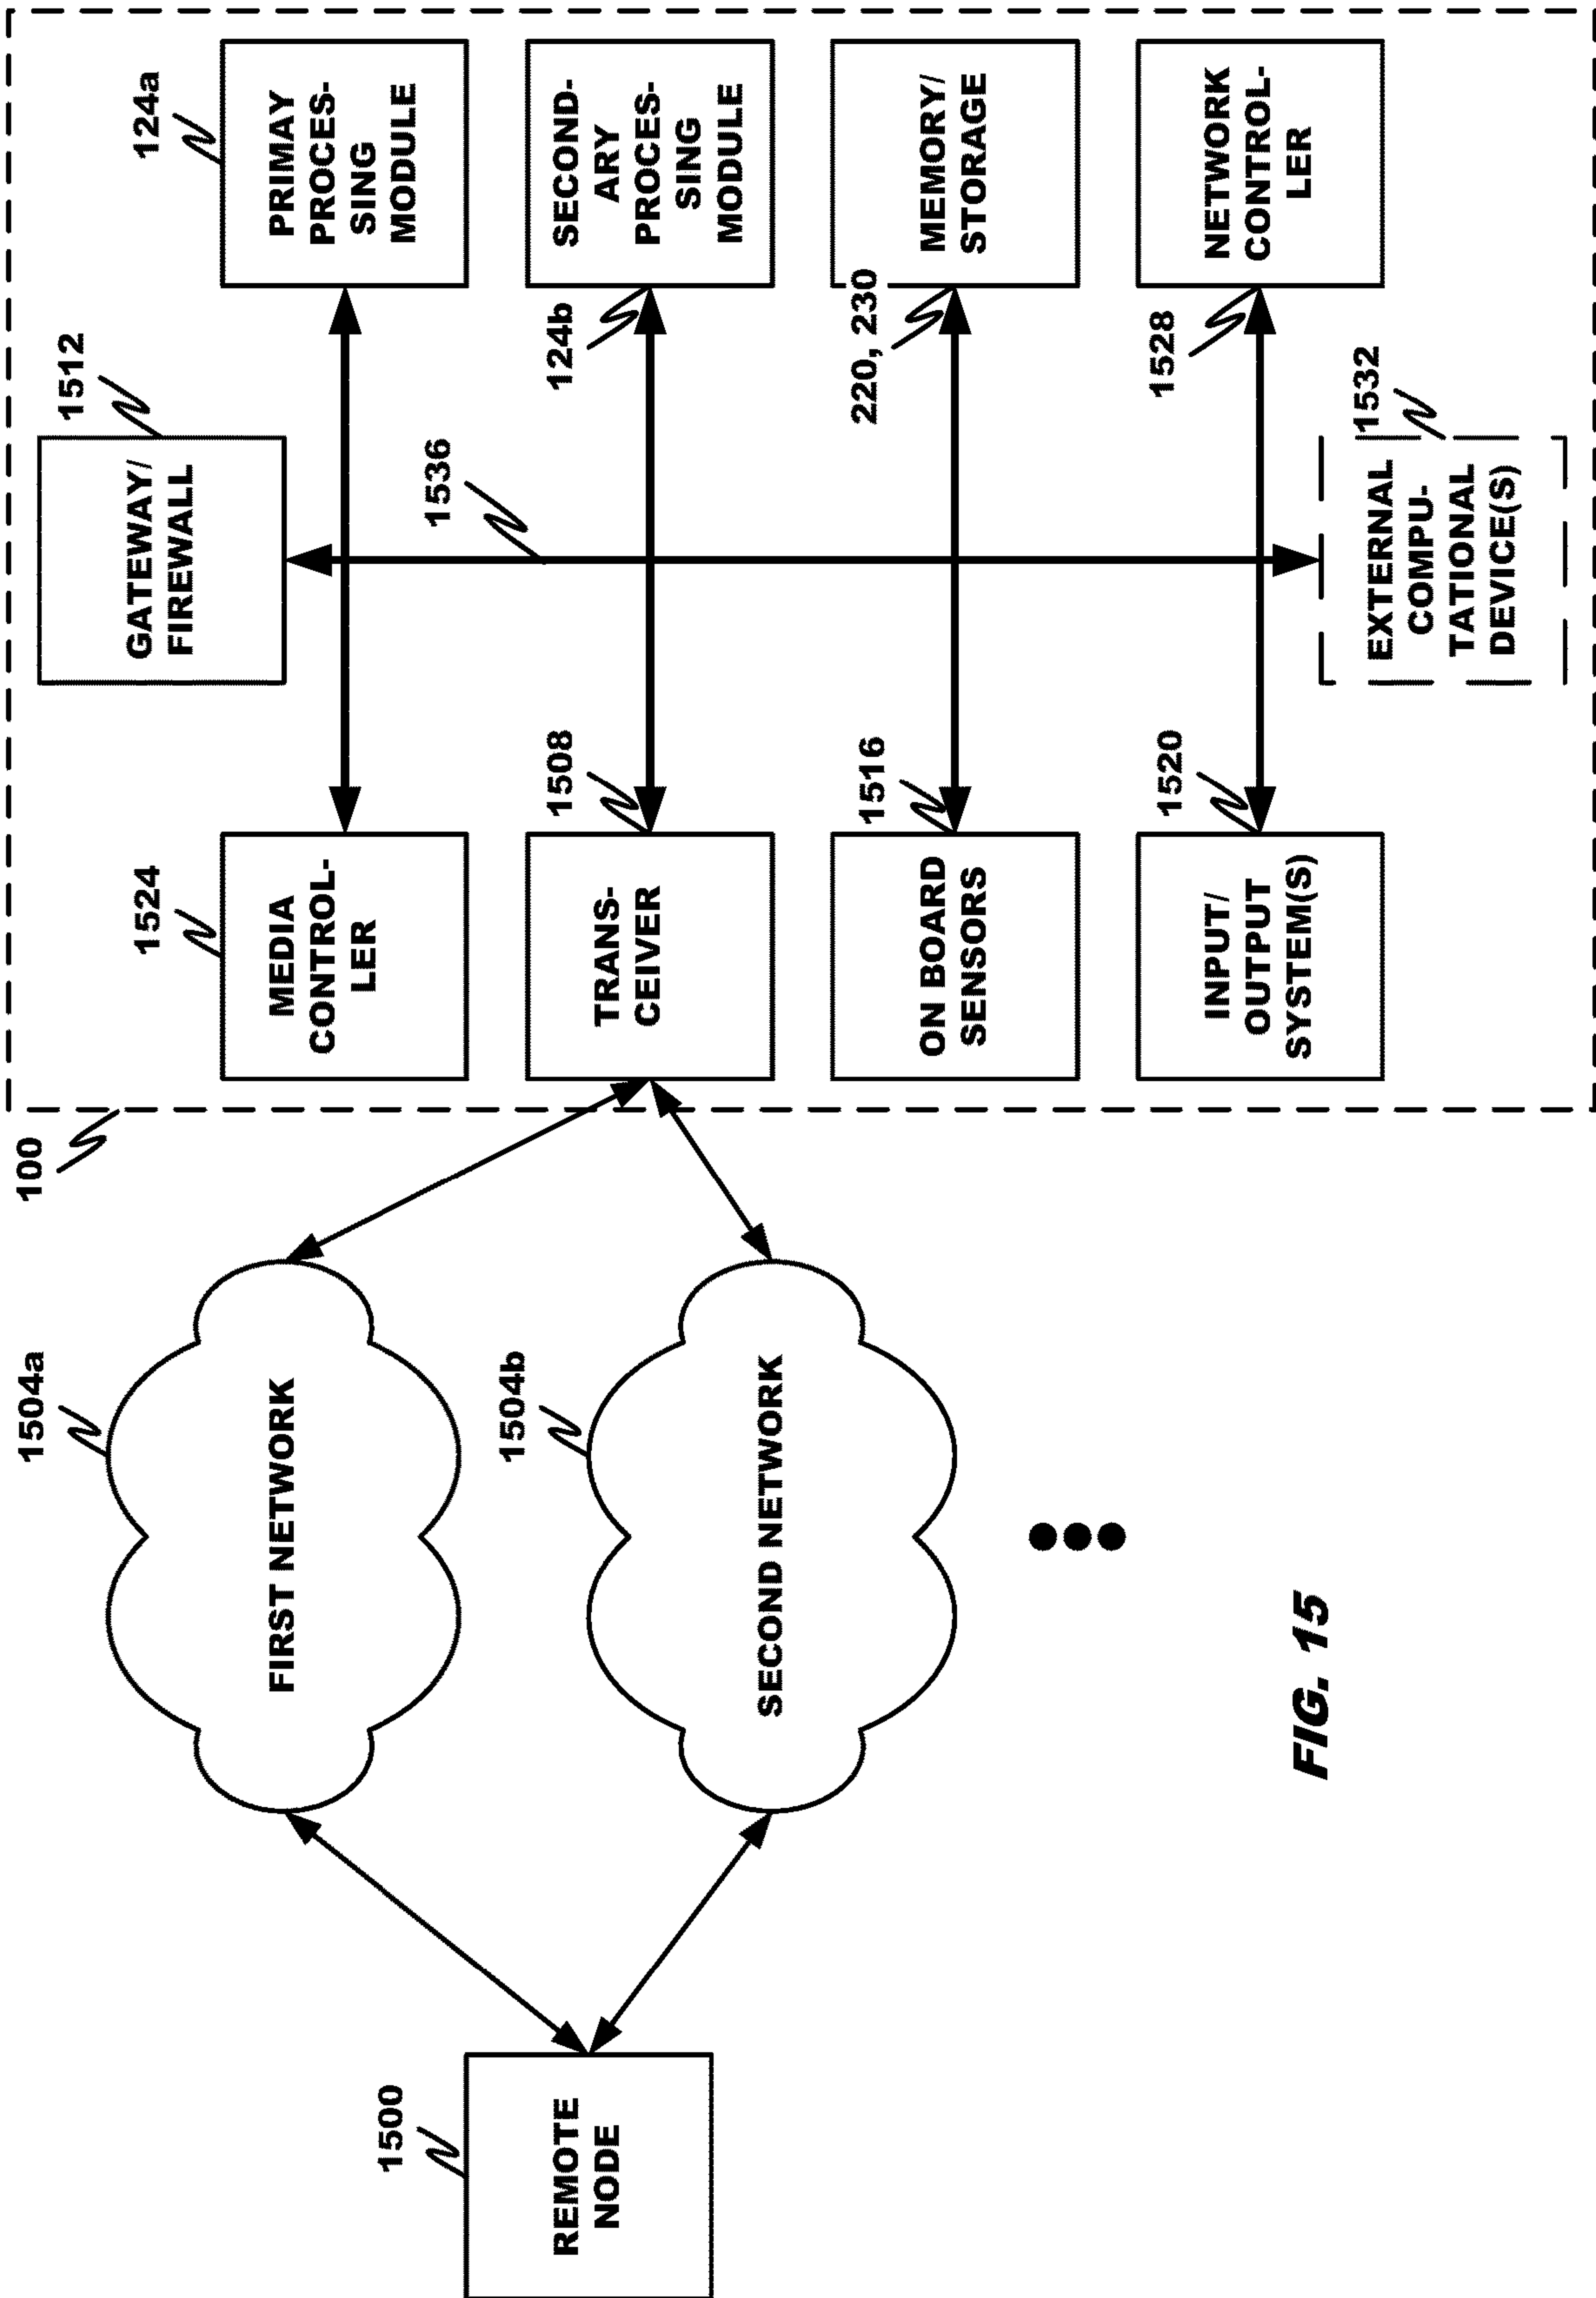 100
1512
GATEWAY/
FIREWALL
1524
MEDIA
CONTROL-
LER
124a
PRIMAY
PROCES-
SING
MODULE
1536
1504a
FIRST NETWORK
1500
REMOTE
NODE
1504b
SECOND NETWORK
1508
TRANS-
CEIVER
124b
SECOND-
ARY
PROCES-
SING
MODULE
1516
ON BOARD
SENSORS
220, 230
MEMORY/
STORAGE
1520
INPUT/
OUTPUT
SYSTEM(S)
1528
NETWORK
CONTROL-
LER
1532
EXTERNAL
COMPU-
TATIONAL
DEVICE(S)
FIG. 15